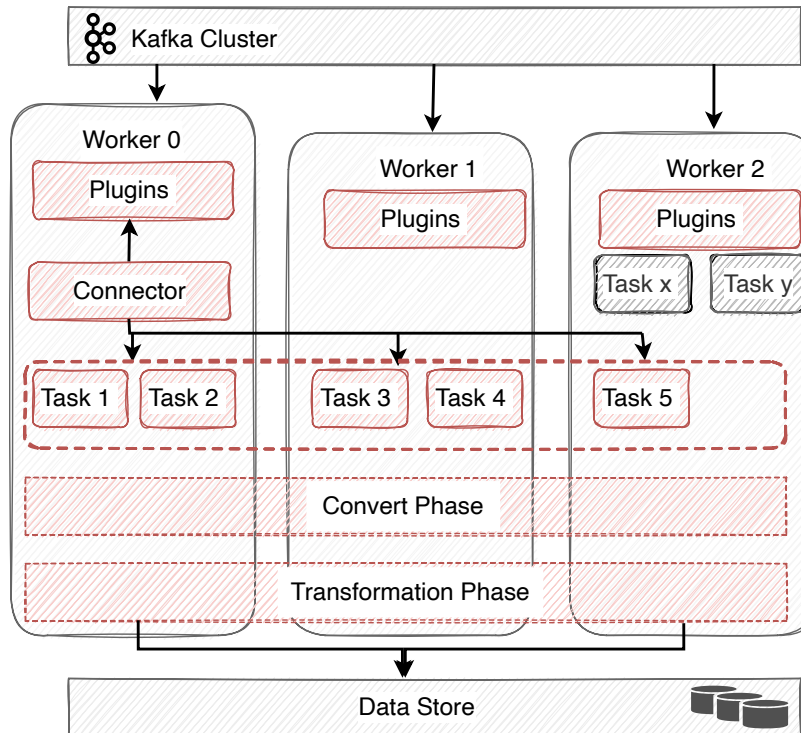 Kafka Cluster
Worker 0
Worker 1
Worker 2
Plugins
Plugins
Plugins
Connector
Task x
Task y
Task 1
Task 2
Task 3
Task 4
Task 5
Convert Phase
Transformation Phase
Data Store